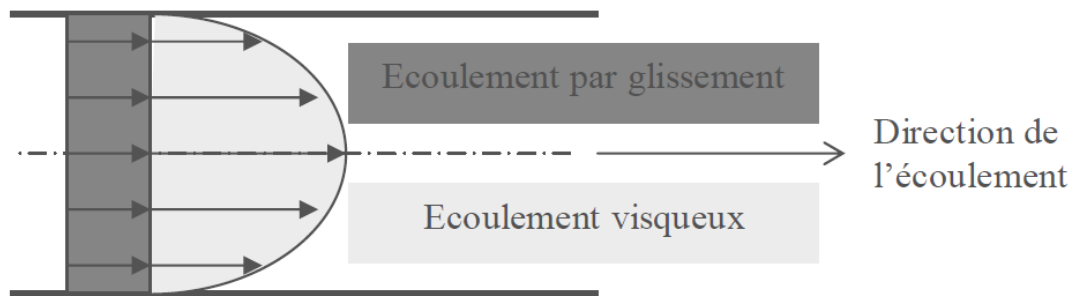 Ecoulement par glissement
Direction de
l'écoulement
Ecoulement visqueux